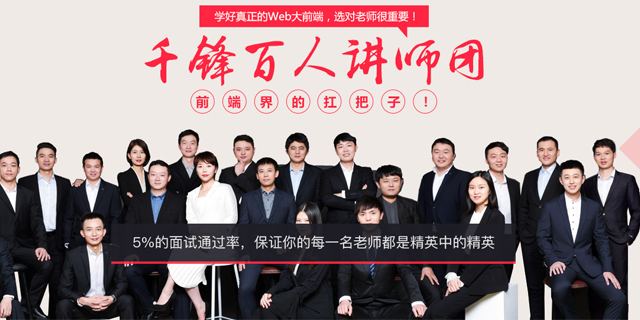 学好真正的Web大前端，选对老师很重要！
千锋百人讲师团
前端界的扛把子！
5%的面试通过率，保证你的每一名老师都是精英中的精英